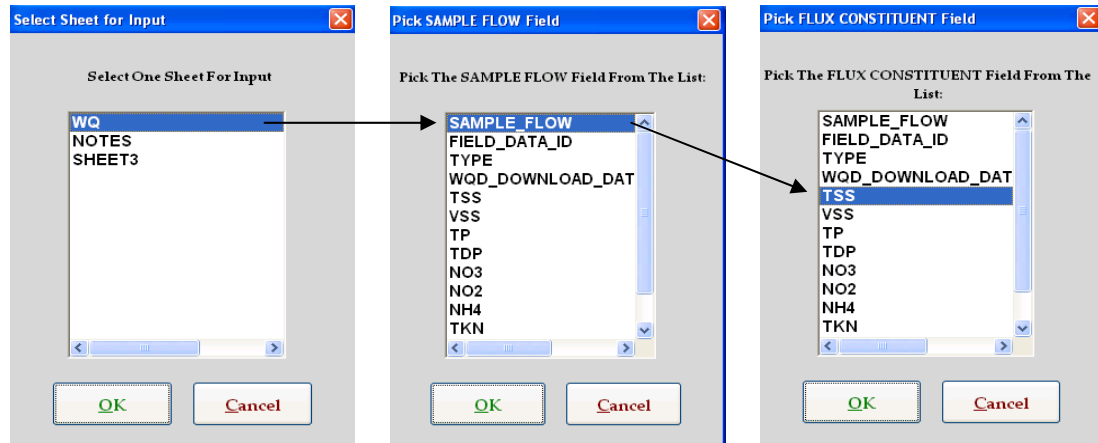 Select Sheet for Input
Select One Sheet For Input
WQ
NOTES
SHEET3
OK
Cancel
Pick SAMPLE FLOW Field
Pick The SAMPLE FLOW Field From The List:
SAMPLE_FLOW
FIELD_DATA_ID
TYPE
WQD_DOWNLOAD_DAT
TSS
VSS
TP
TDP
NO3
NO2
NH4
TKN
OK
Cancel
Pick FLUX CONSTITUENT Field
Pick The FLUX CONSTITUENT Field From The
List:
SAMPLE_FLOW
FIELD_DATA_ID
TYPE
WQD_DOWNLOAD_DAT
TSS
VSS
TP
TDP
NO3
NO2
NH4
TKN
OK
Cancel